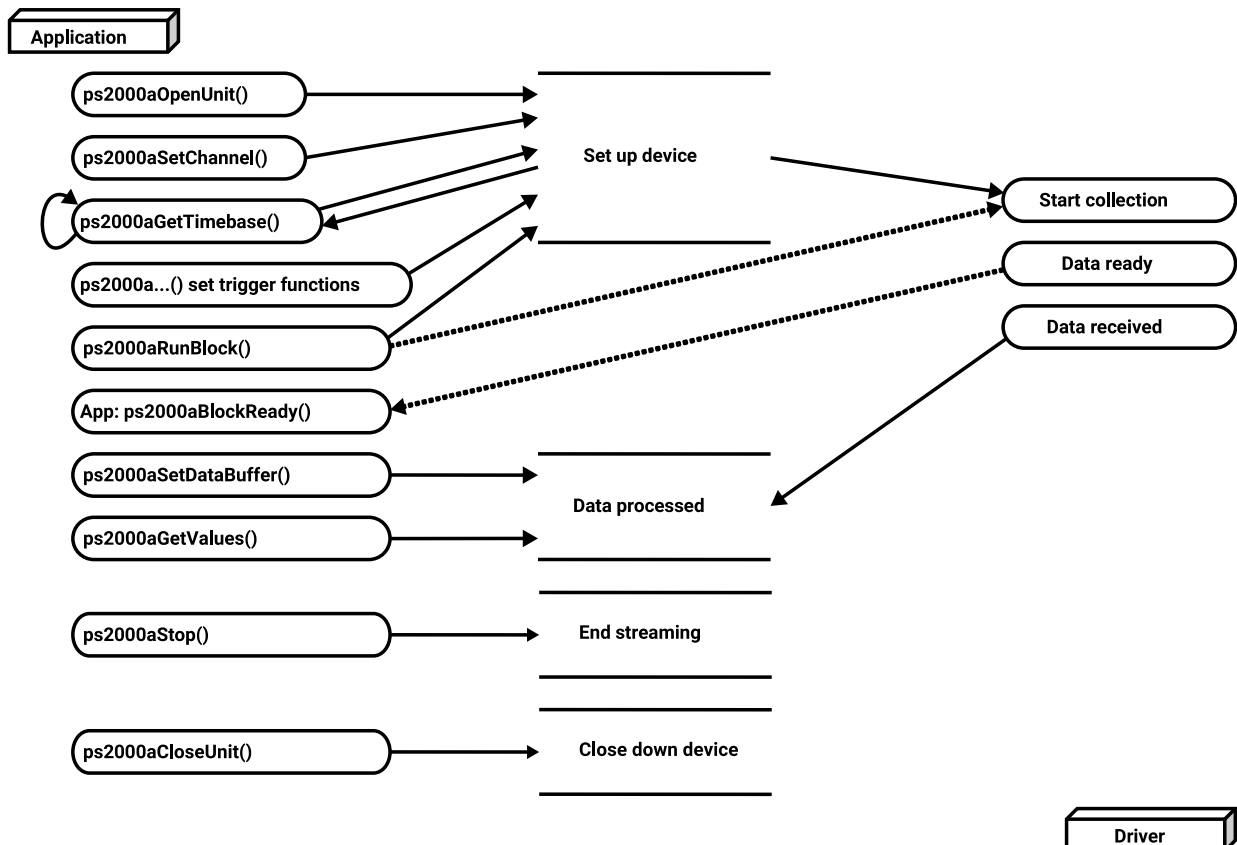 Application
ps2000aOpenUnit()
ps2000aSetChannel()
Set up device
ps2000aGetTimebase()
Start collection
Data ready
ps2000a...() set trigger functions
Data received
ps2000aRunBlock()
App: ps2000aBlockReady()
ps2000aSetDataBuffer()
Data processed
ps2000aGetValues()
ps2000aStop()
End streaming
ps2000aCloseUnit()
Close down device
Driver